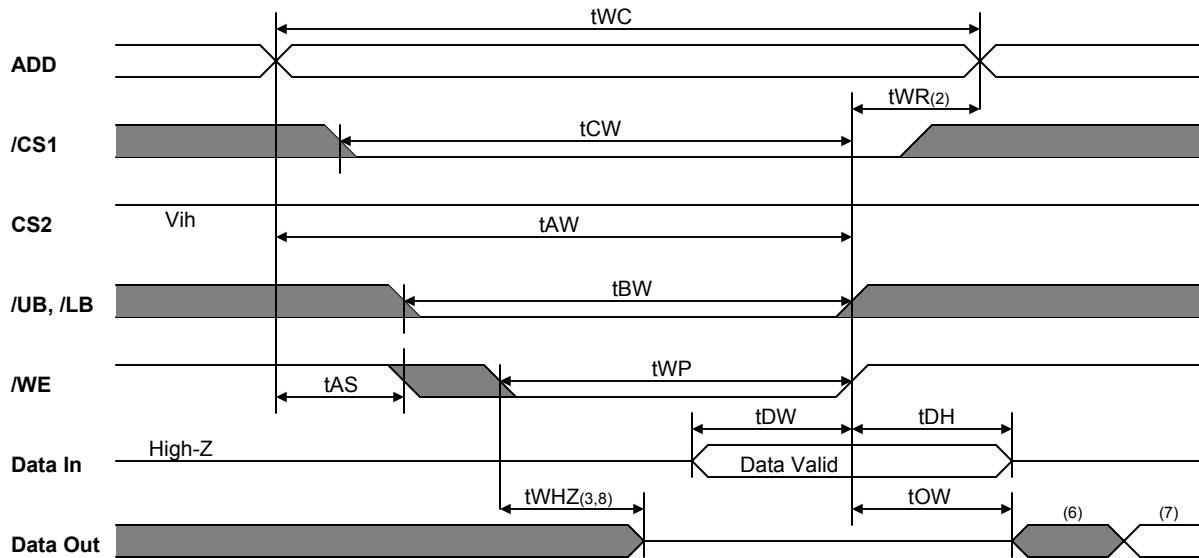 tWC
ADD
tWR(2)
/CS1
tCW
CS2
Vih
tAW
/UB, /LB
tBW
/WE
tAS
tWP
tDW
tDH
Data In
High-Z
Data Valid
tWHZ(3,8)
tOW
Data Out
(6)
(7)